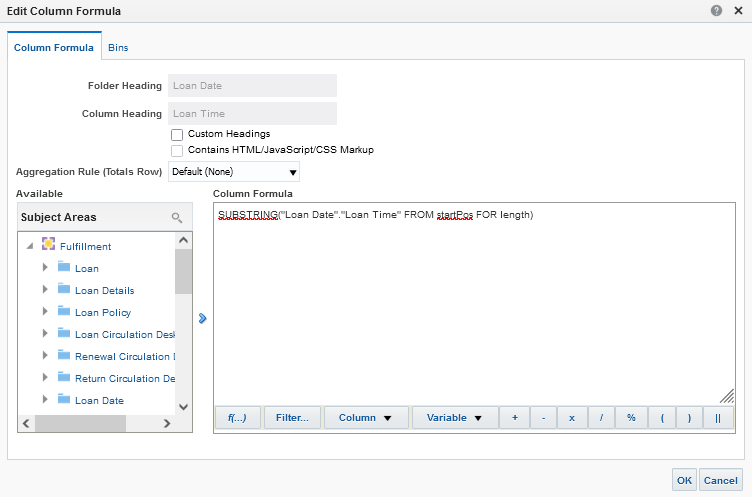 Edit Column Formula
Column Formula Bins
Folder Heading Loan Date
Column Heading Loan Time
Custom Headings
Contains HTML/JavaScript/CSS Markup
Aggregation Rule (Totals Row) Default (None)
Available Column Formula
Subject Areas
SUBSTRING("Loan Date"."Loan Time" FROM startPos FOR length)
Fulfillment
Loan
Loan Details
Loan Policy
Loan Circulation Desk
Renewal Circulation
Return Circulation De
Loan Date
f(...) Filter... Column Variable + - x / % ( ) ||
OK Cancel